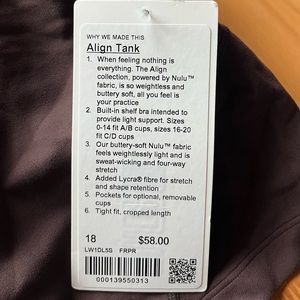 WHY WE MADE THIS
Align Tank
1. When feeling nothing is
everything. The Align
collection, powered by Nulu™
fabric, is so weightless and
buttery soft, all you feel is
your practice
2. Built-in shelf bra intended to
provide light support. Sizes
0-14 fit A/B cups, sizes 16-20
fit C/D cups
3. Our buttery-soft Nulu™ fabric
feels weightlessly light and is
sweat-wicking and four-way
stretch
4. Added Lycra® fibre for stretch
and shape retention
5. Pockets for optional, removable
cups
6. Tight fit, cropped length
18 $58.00
LW1DL5S FRPR
000139550313